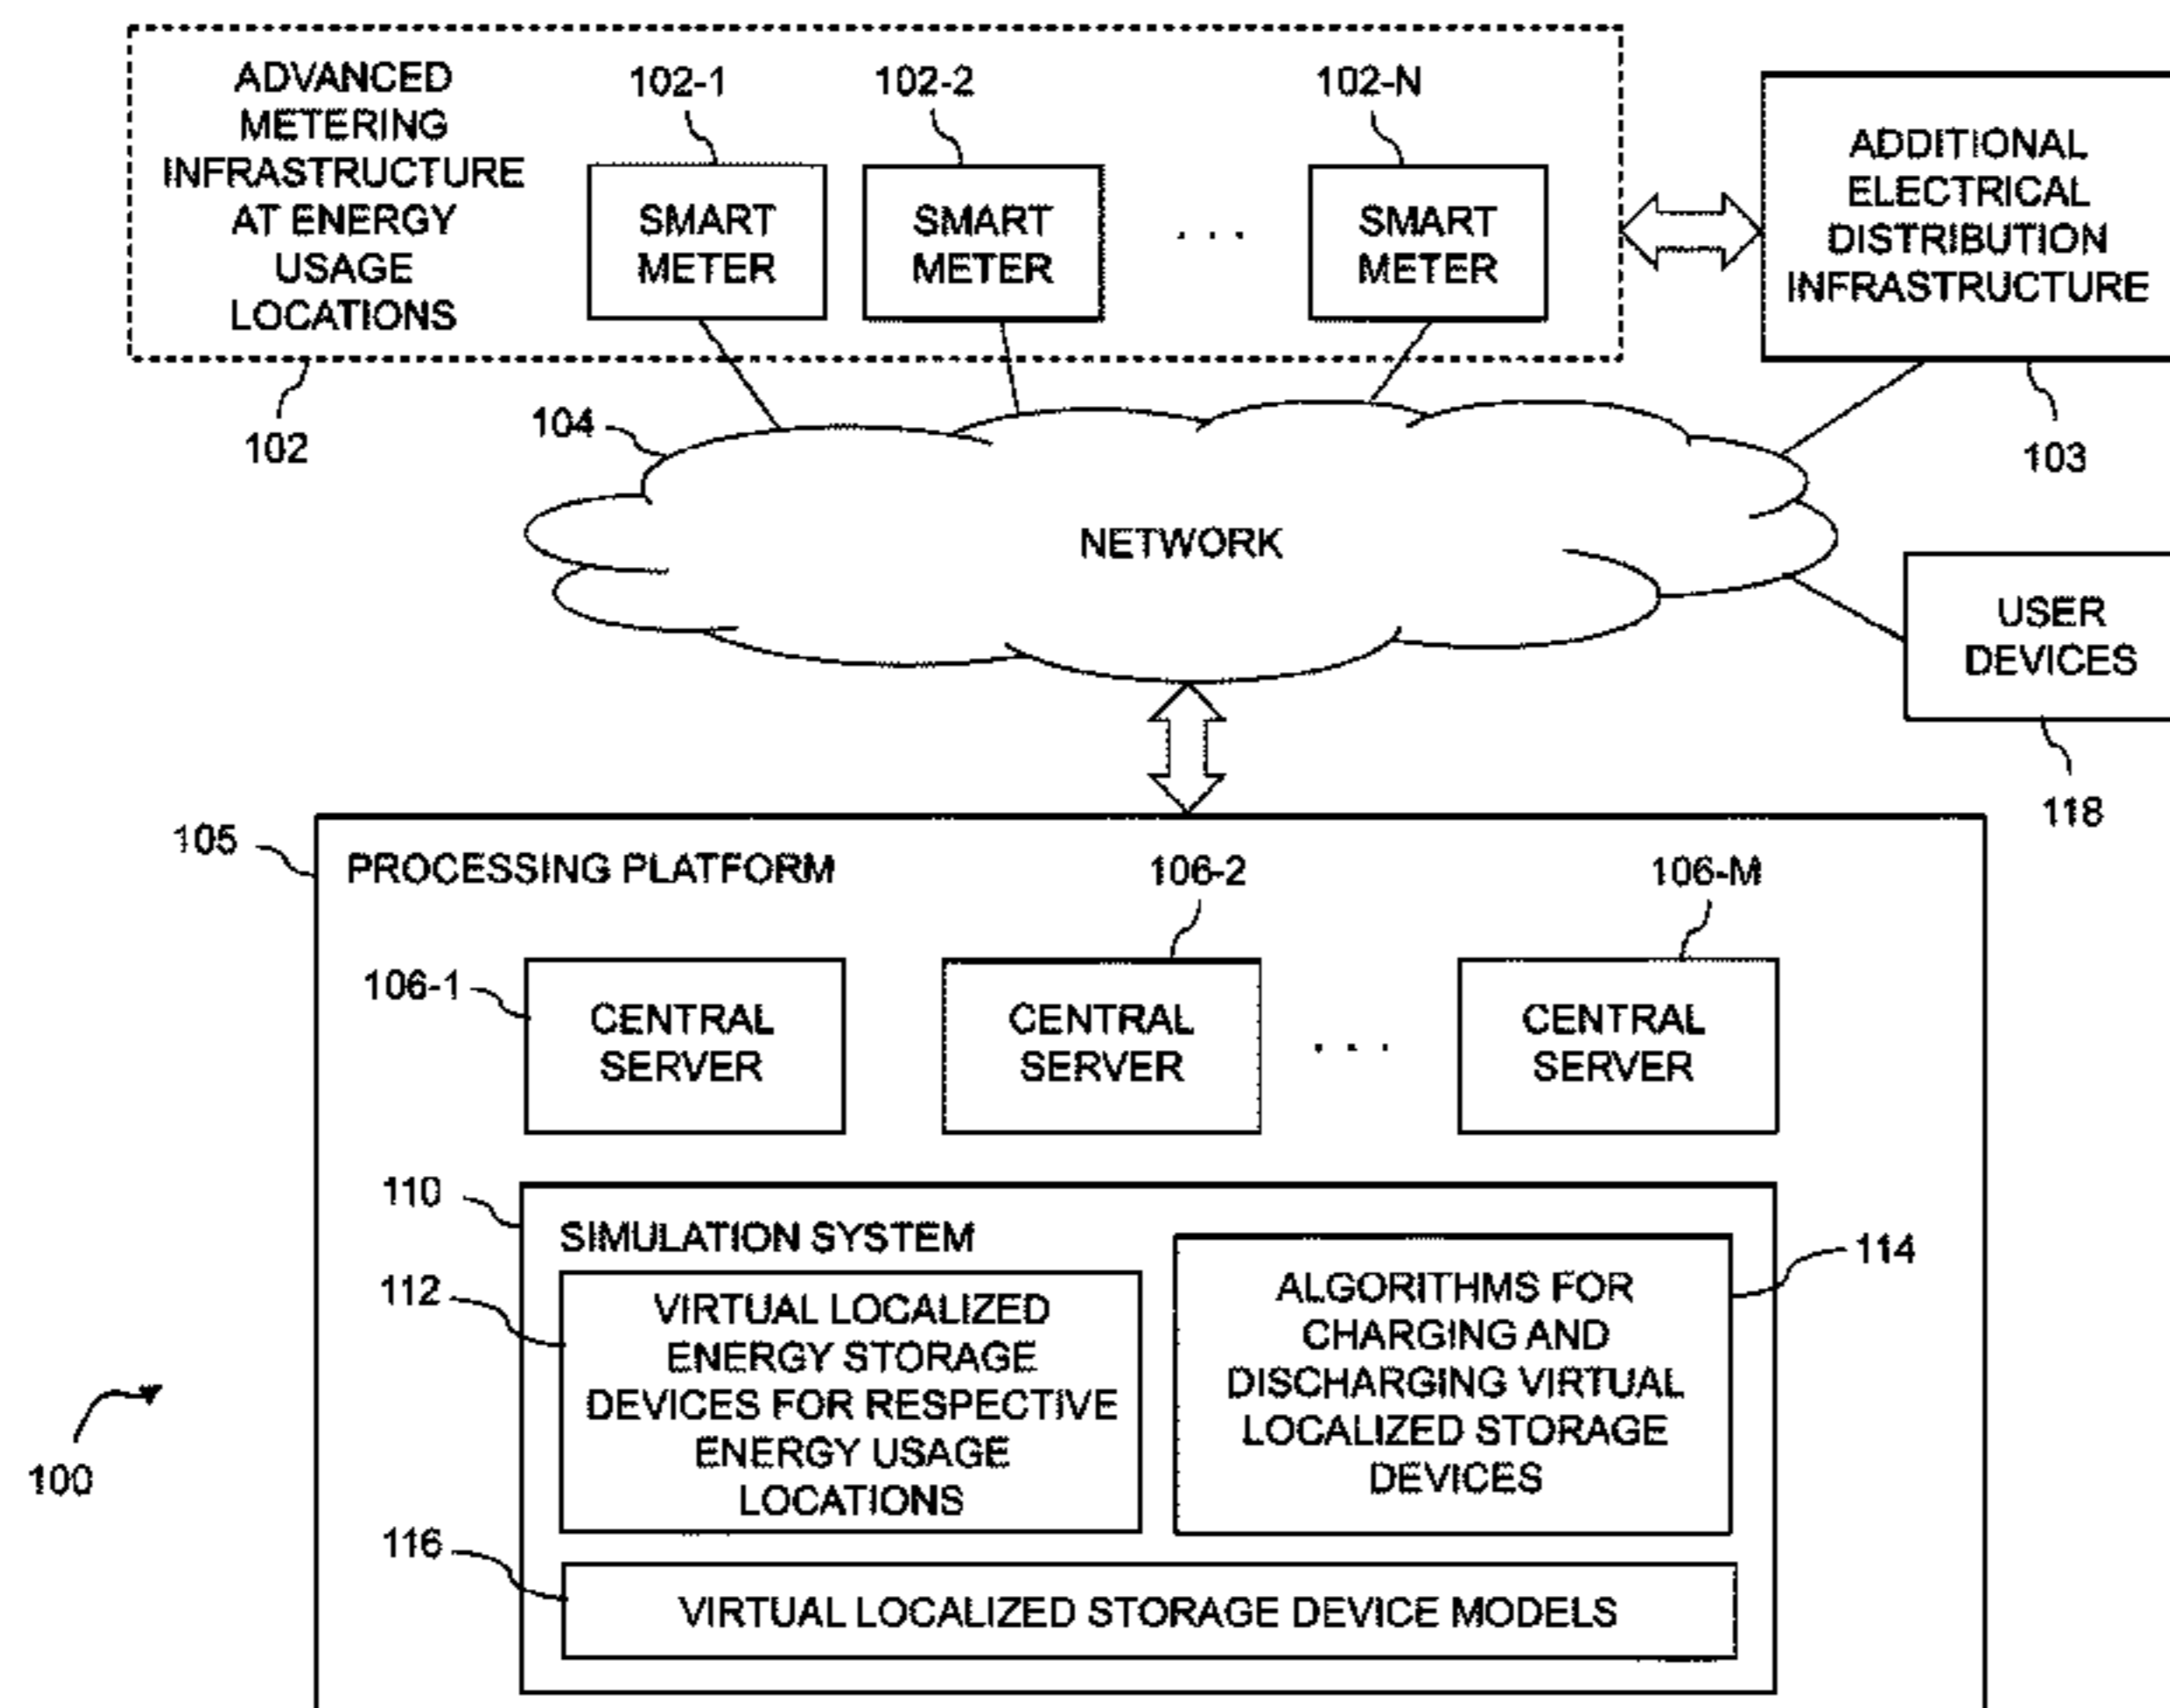 ADVANCED
METERING
INFRASTRUCTURE
AT ENERGY
USAGE
LOCATIONS
102-1
102-2
102-N
SMART
METER
SMART
METER
. . .
SMART
METER
ADDITIONAL
ELECTRICAL
DISTRIBUTION
INFRASTRUCTURE
102
104
103
NETWORK
USER
DEVICES
118
105
PROCESSING PLATFORM
106-2
106-M
106-1
CENTRAL
SERVER
CENTRAL
SERVER
. . .
CENTRAL
SERVER
110
SIMULATION SYSTEM
112
VIRTUAL LOCALIZED
ENERGY STORAGE
DEVICES FOR RESPECTIVE
ENERGY USAGE
LOCATIONS
ALGORITHMS FOR
CHARGING AND
DISCHARGING VIRTUAL
LOCALIZED STORAGE
DEVICES
114
100
116
VIRTUAL LOCALIZED STORAGE DEVICE MODELS